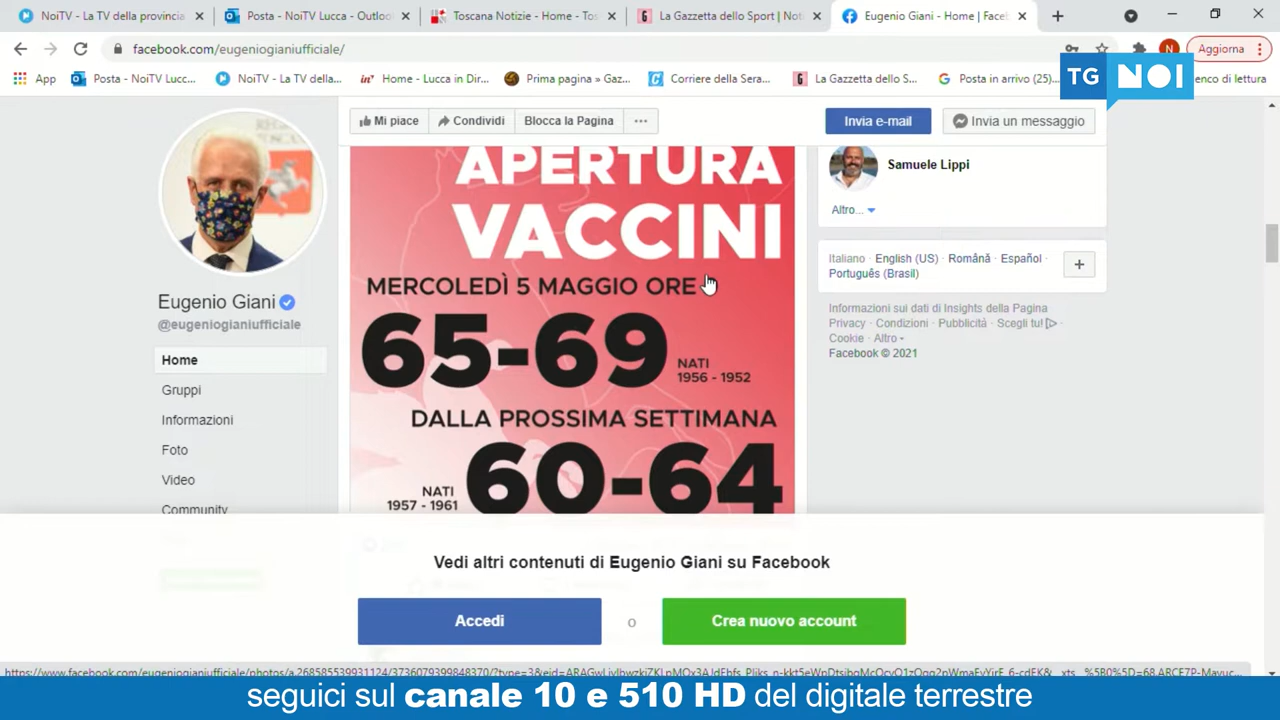 NoiTV - La TV della provincia
Posta - NoiTV Lucca - Outloo
Toscana Notizie - Home - Tos
La Gazzetta dello Sport | Noti
Eugenio Giani - Home | Face
facebook.com/eugeniogianiufficiale/
N
Aggiorna
App
Posta - NoiTV Lucc...
NoiTV - La TV della...
Home - Lucca in Dir...
Prima pagina » Gaz...
Corriere della Sera...
La Gazzetta dello S...
Posta in arrivo (25)...
enco di lettura
TG NOI
Mi piace
Condividi
Blocca la Pagina
...
Invia e-mail
Invia un messaggio
APERTURA
VACCINI
MERCOLEDÌ 5 MAGGIO ORE
65-69
NATI
1956 - 1952
DALLA PROSSIMA SETTIMANA
60-64
NATI
1957 - 1961
Eugenio Giani
@eugeniogianiufficiale
Home
Gruppi
Informazioni
Foto
Video
Community
Samuele Lippi
Altro...
Italiano · English (US) · Română · Español ·
Português (Brasil)
Informazioni sui dati di Insights della Pagina
Privacy · Condizioni · Pubblicità · Scegli tu! ·
Cookie · Altro
Facebook © 2021
Vedi altri contenuti di Eugenio Giani su Facebook
Accedi
o
Crea nuovo account
seguici sul canale 10 e 510 HD del digitale terrestre